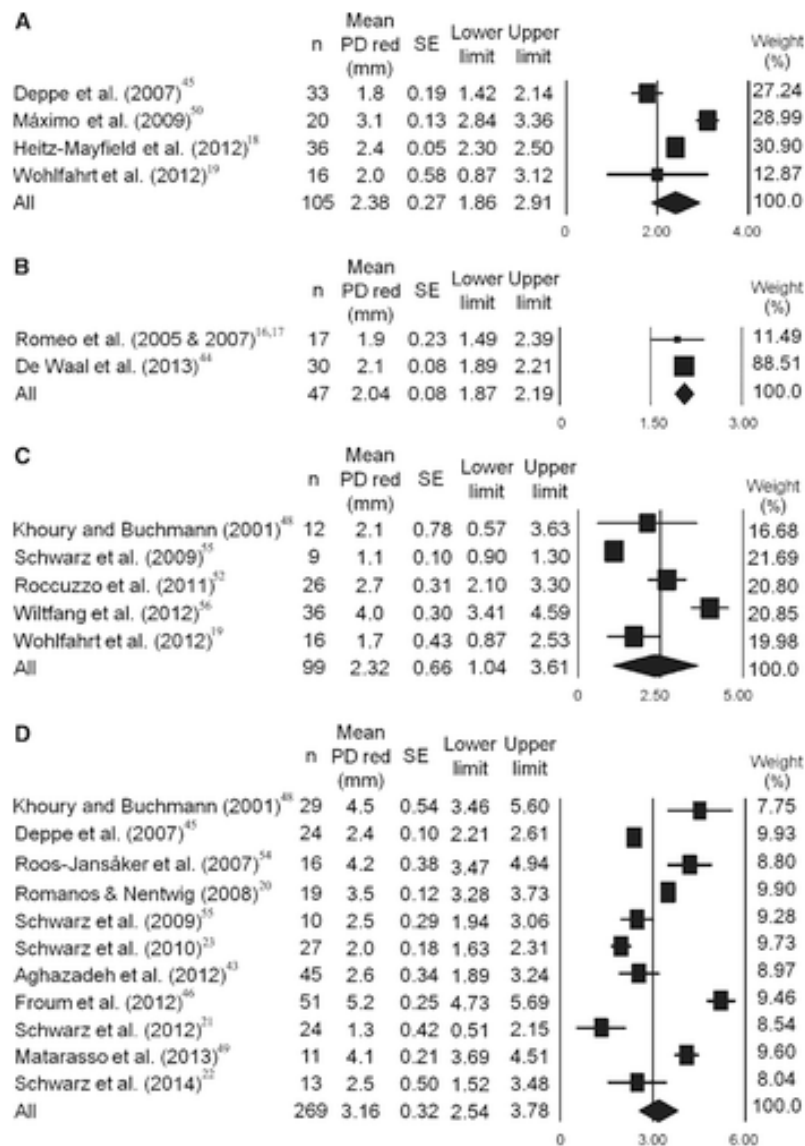 A
n Mean PD red (mm) SE Lower limit Upper limit Weight (%)
Deppe et al. (2007)45 33 1.8 0.19 1.42 2.14 27.24
Máximo et al. (2009)50 20 3.1 0.13 2.84 3.36 28.99
Heitz-Mayfield et al. (2012)18 36 2.4 0.05 2.30 2.50 30.90
Wohlfahrt et al. (2012)19 16 2.0 0.58 0.87 3.12 12.87
All 105 2.38 0.27 1.86 2.91 100.0
0 2.00 4.00
B
n Mean PD red (mm) SE Lower limit Upper limit Weight (%)
Romeo et al. (2005 & 2007)16,17 17 1.9 0.23 1.49 2.39 11.49
De Waal et al. (2013)44 30 2.1 0.08 1.89 2.21 88.51
All 47 2.04 0.08 1.87 2.19 100.0
0 1.50 3.00
C
n Mean PD red (mm) SE Lower limit Upper limit Weight (%)
Khoury and Buchmann (2001)48 12 2.1 0.78 0.57 3.63 16.68
Schwarz et al. (2009)55 9 1.1 0.10 0.90 1.30 21.69
Roccuzzo et al. (2011)52 26 2.7 0.31 2.10 3.30 20.80
Wiltfang et al. (2012)56 36 4.0 0.30 3.41 4.59 20.85
Wohlfahrt et al. (2012)19 16 1.7 0.43 0.87 2.53 19.98
All 99 2.32 0.66 1.04 3.61 100.0
0 2.50 5.00
D
n Mean PD red (mm) SE Lower limit Upper limit Weight (%)
Khoury and Buchmann (2001)48 29 4.5 0.54 3.46 5.60 7.75
Deppe et al. (2007)45 24 2.4 0.10 2.21 2.61 9.93
Roos-Jansåker et al. (2007)54 16 4.2 0.38 3.47 4.94 8.80
Romanos & Nentwig (2008)20 19 3.5 0.12 3.28 3.73 9.90
Schwarz et al. (2009)55 10 2.5 0.29 1.94 3.06 9.28
Schwarz et al. (2010)23 27 2.0 0.18 1.63 2.31 9.73
Aghazadeh et al. (2012)43 45 2.6 0.34 1.89 3.24 8.97
Froum et al. (2012)46 51 5.2 0.25 4.73 5.69 9.46
Schwarz et al. (2012)21 24 1.3 0.42 0.51 2.15 8.54
Matarasso et al. (2013)49 11 4.1 0.21 3.69 4.51 9.60
Schwarz et al. (2014)22 13 2.5 0.50 1.52 3.48 8.04
All 269 3.16 0.32 2.54 3.78 100.0
0 3.00 6.00